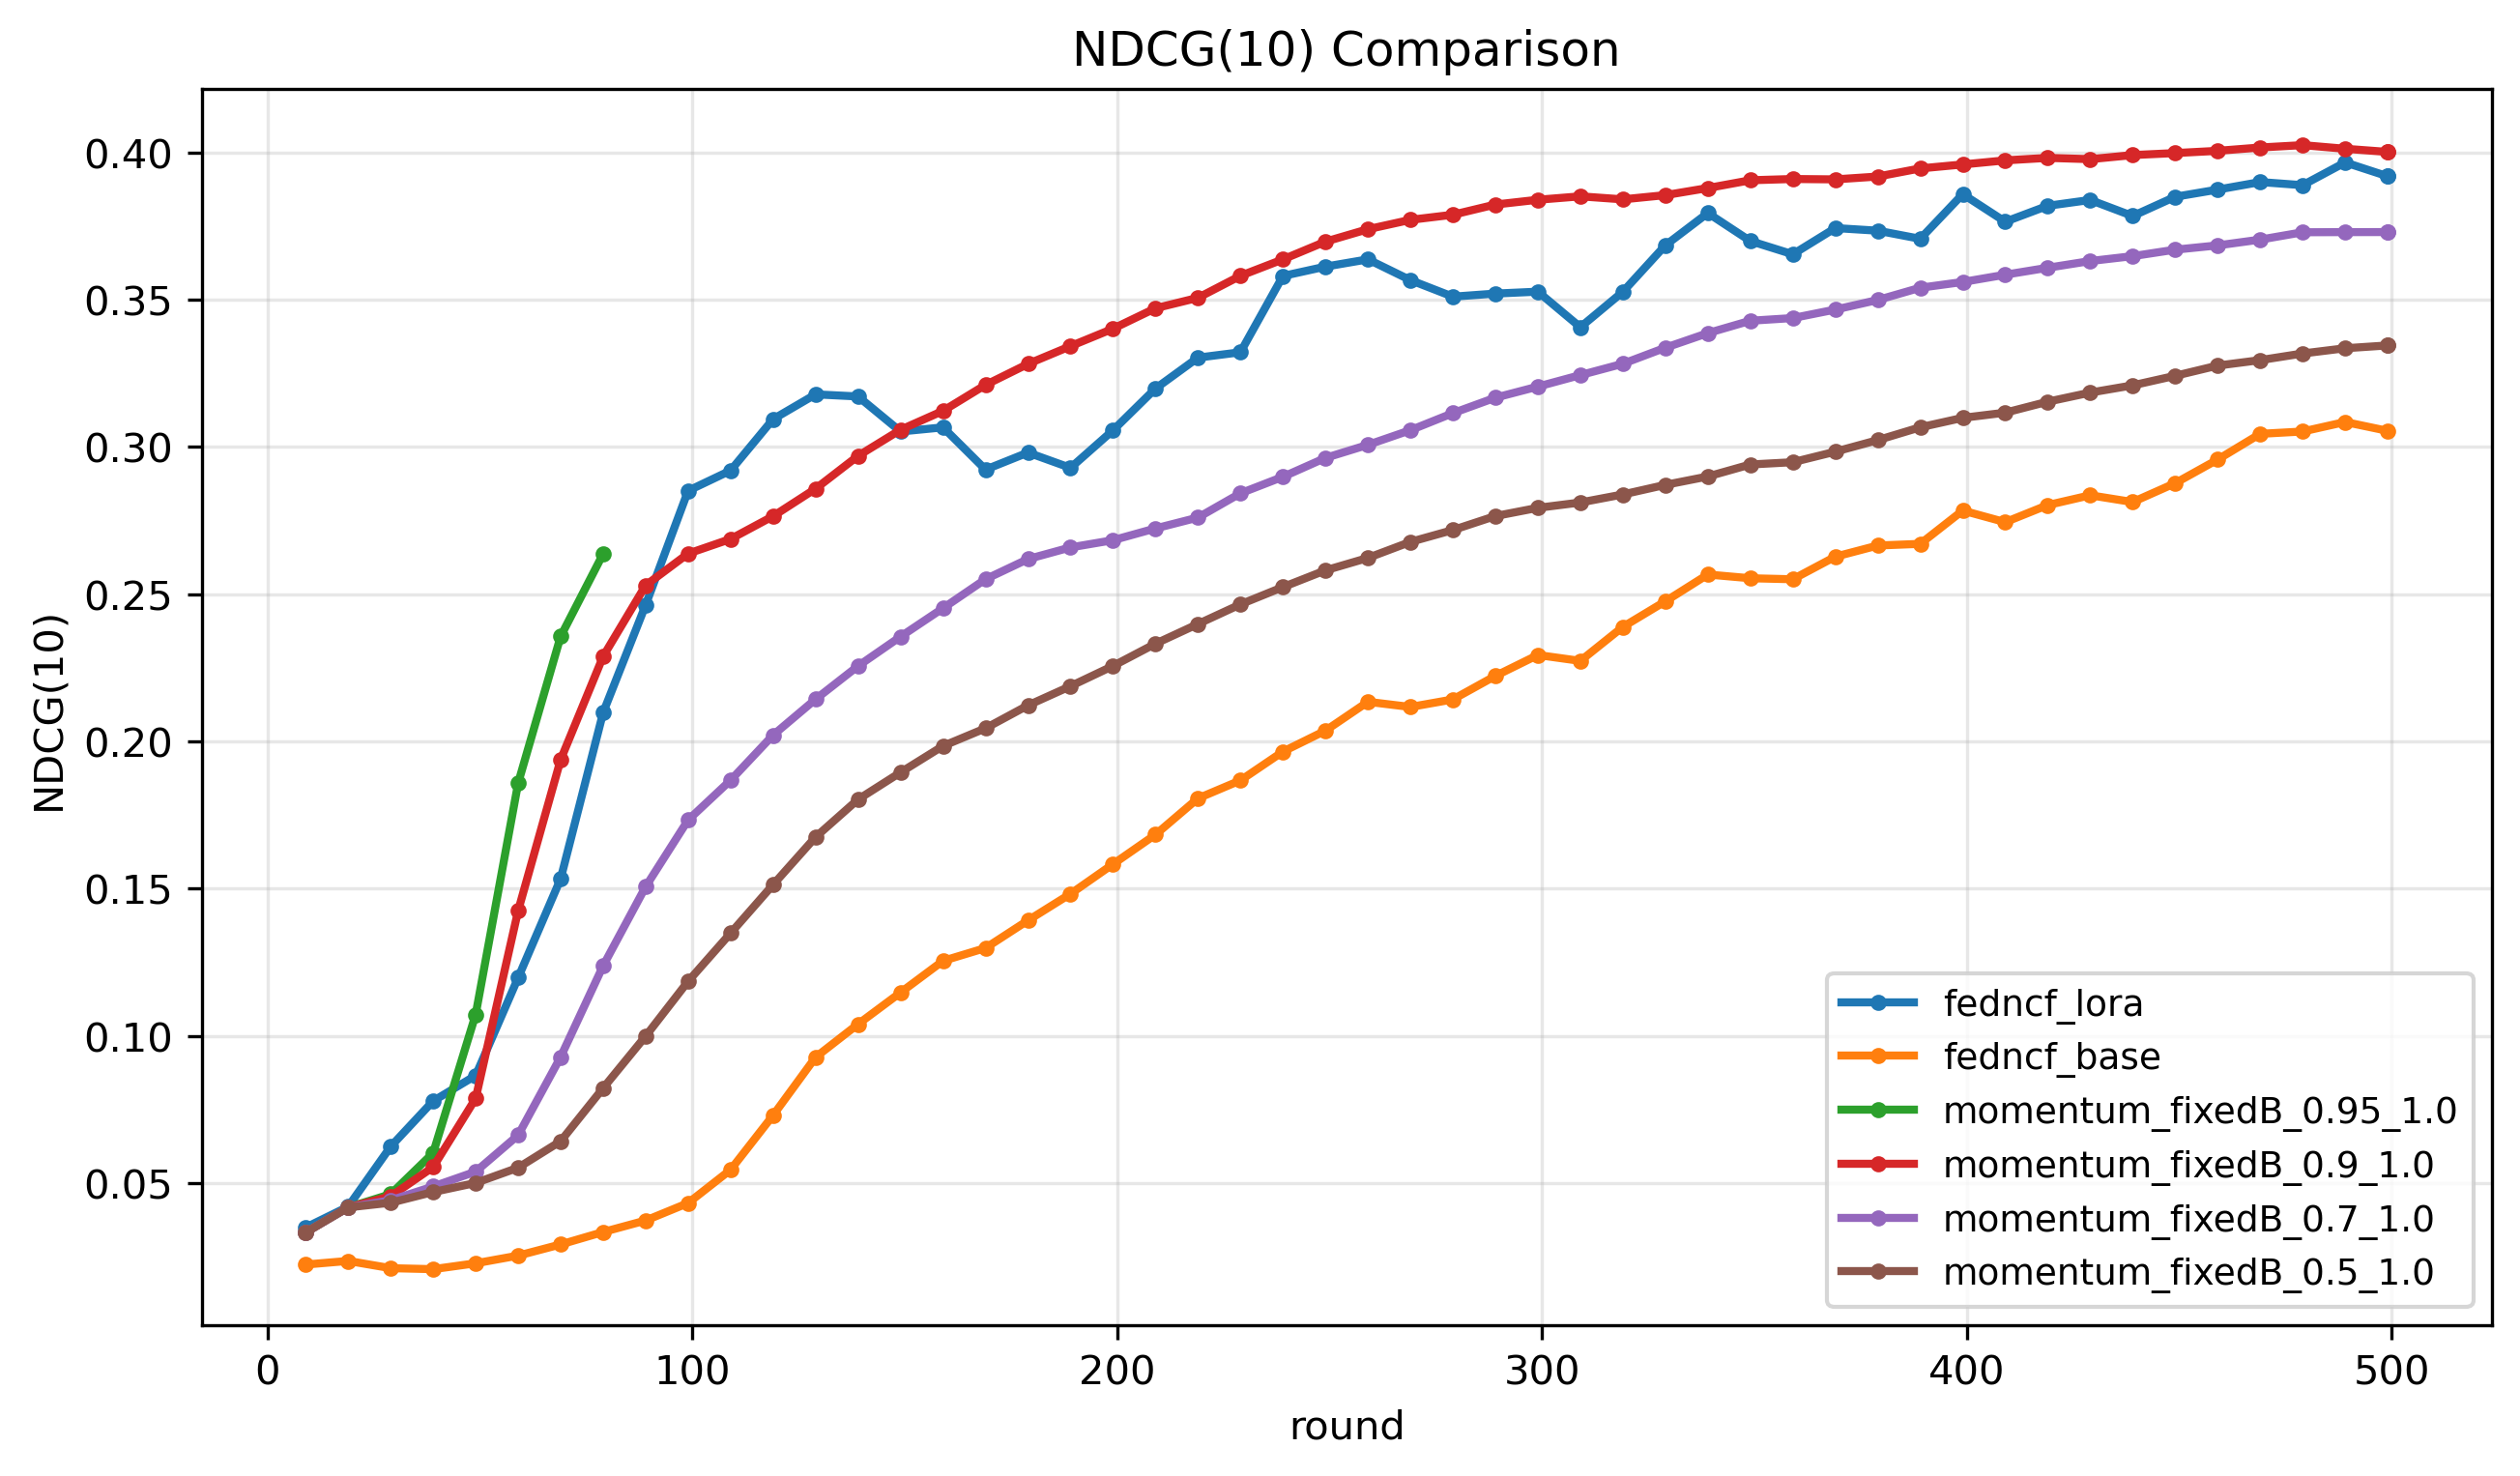 NDCG(10) Comparison
NDCG(10)
0.40
0.35
0.30
0.25
0.20
0.15
0.10
0.05
0
100
200
300
400
500
round
fedncf_lora
fedncf_base
momentum_fixedB_0.95_1.0
momentum_fixedB_0.9_1.0
momentum_fixedB_0.7_1.0
momentum_fixedB_0.5_1.0